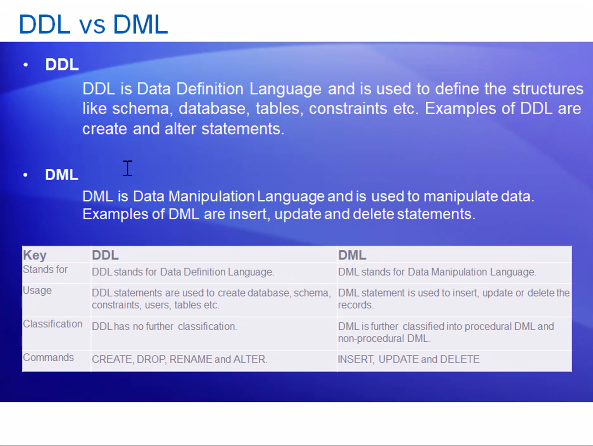 DDL vs DML
• DDL
DDL is Data Definition Language and is used to define the structures
like schema, database, tables, constraints etc. Examples of DDL are
create and alter statements.
• DML
DML is Data Manipulation Language and is used to manipulate data.
Examples of DML are insert, update and delete statements.
Key DDL DML
Stands for DDL stands for Data Definition Language. DML stands for Data Manipulation Language.
Usage DDL statements are used to create database, schema, DML statement is used to insert, update or delete the
constraints, users, tables etc. records.
Classification DDL has no further classification. DML is further classified into procedural DML and
non-procedural DML.
Commands CREATE, DROP, RENAME and ALTER. INSERT, UPDATE and DELETE